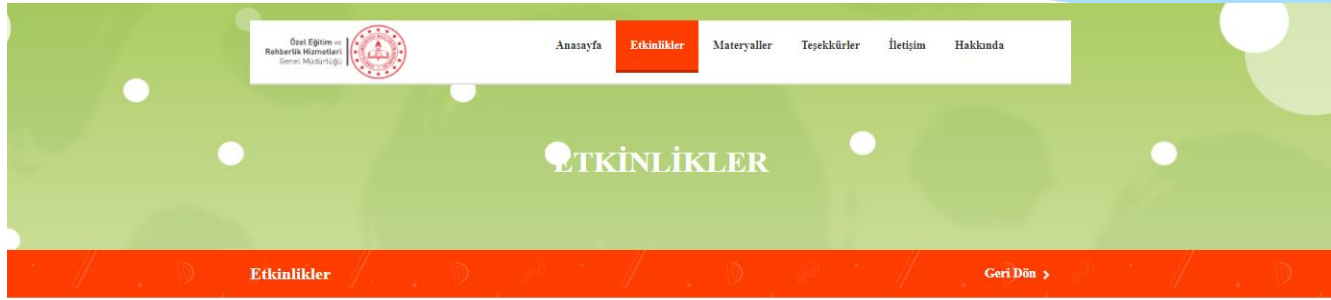 Özel Eğitim ve
Rehberlik Hizmetleri
Genel Müdürlüğü
Anasayfa Etkinlikler Materyaller Teşekkürler İletişim Hakkında
ETKİNLİKLER
Etkinlikler Geri Dön